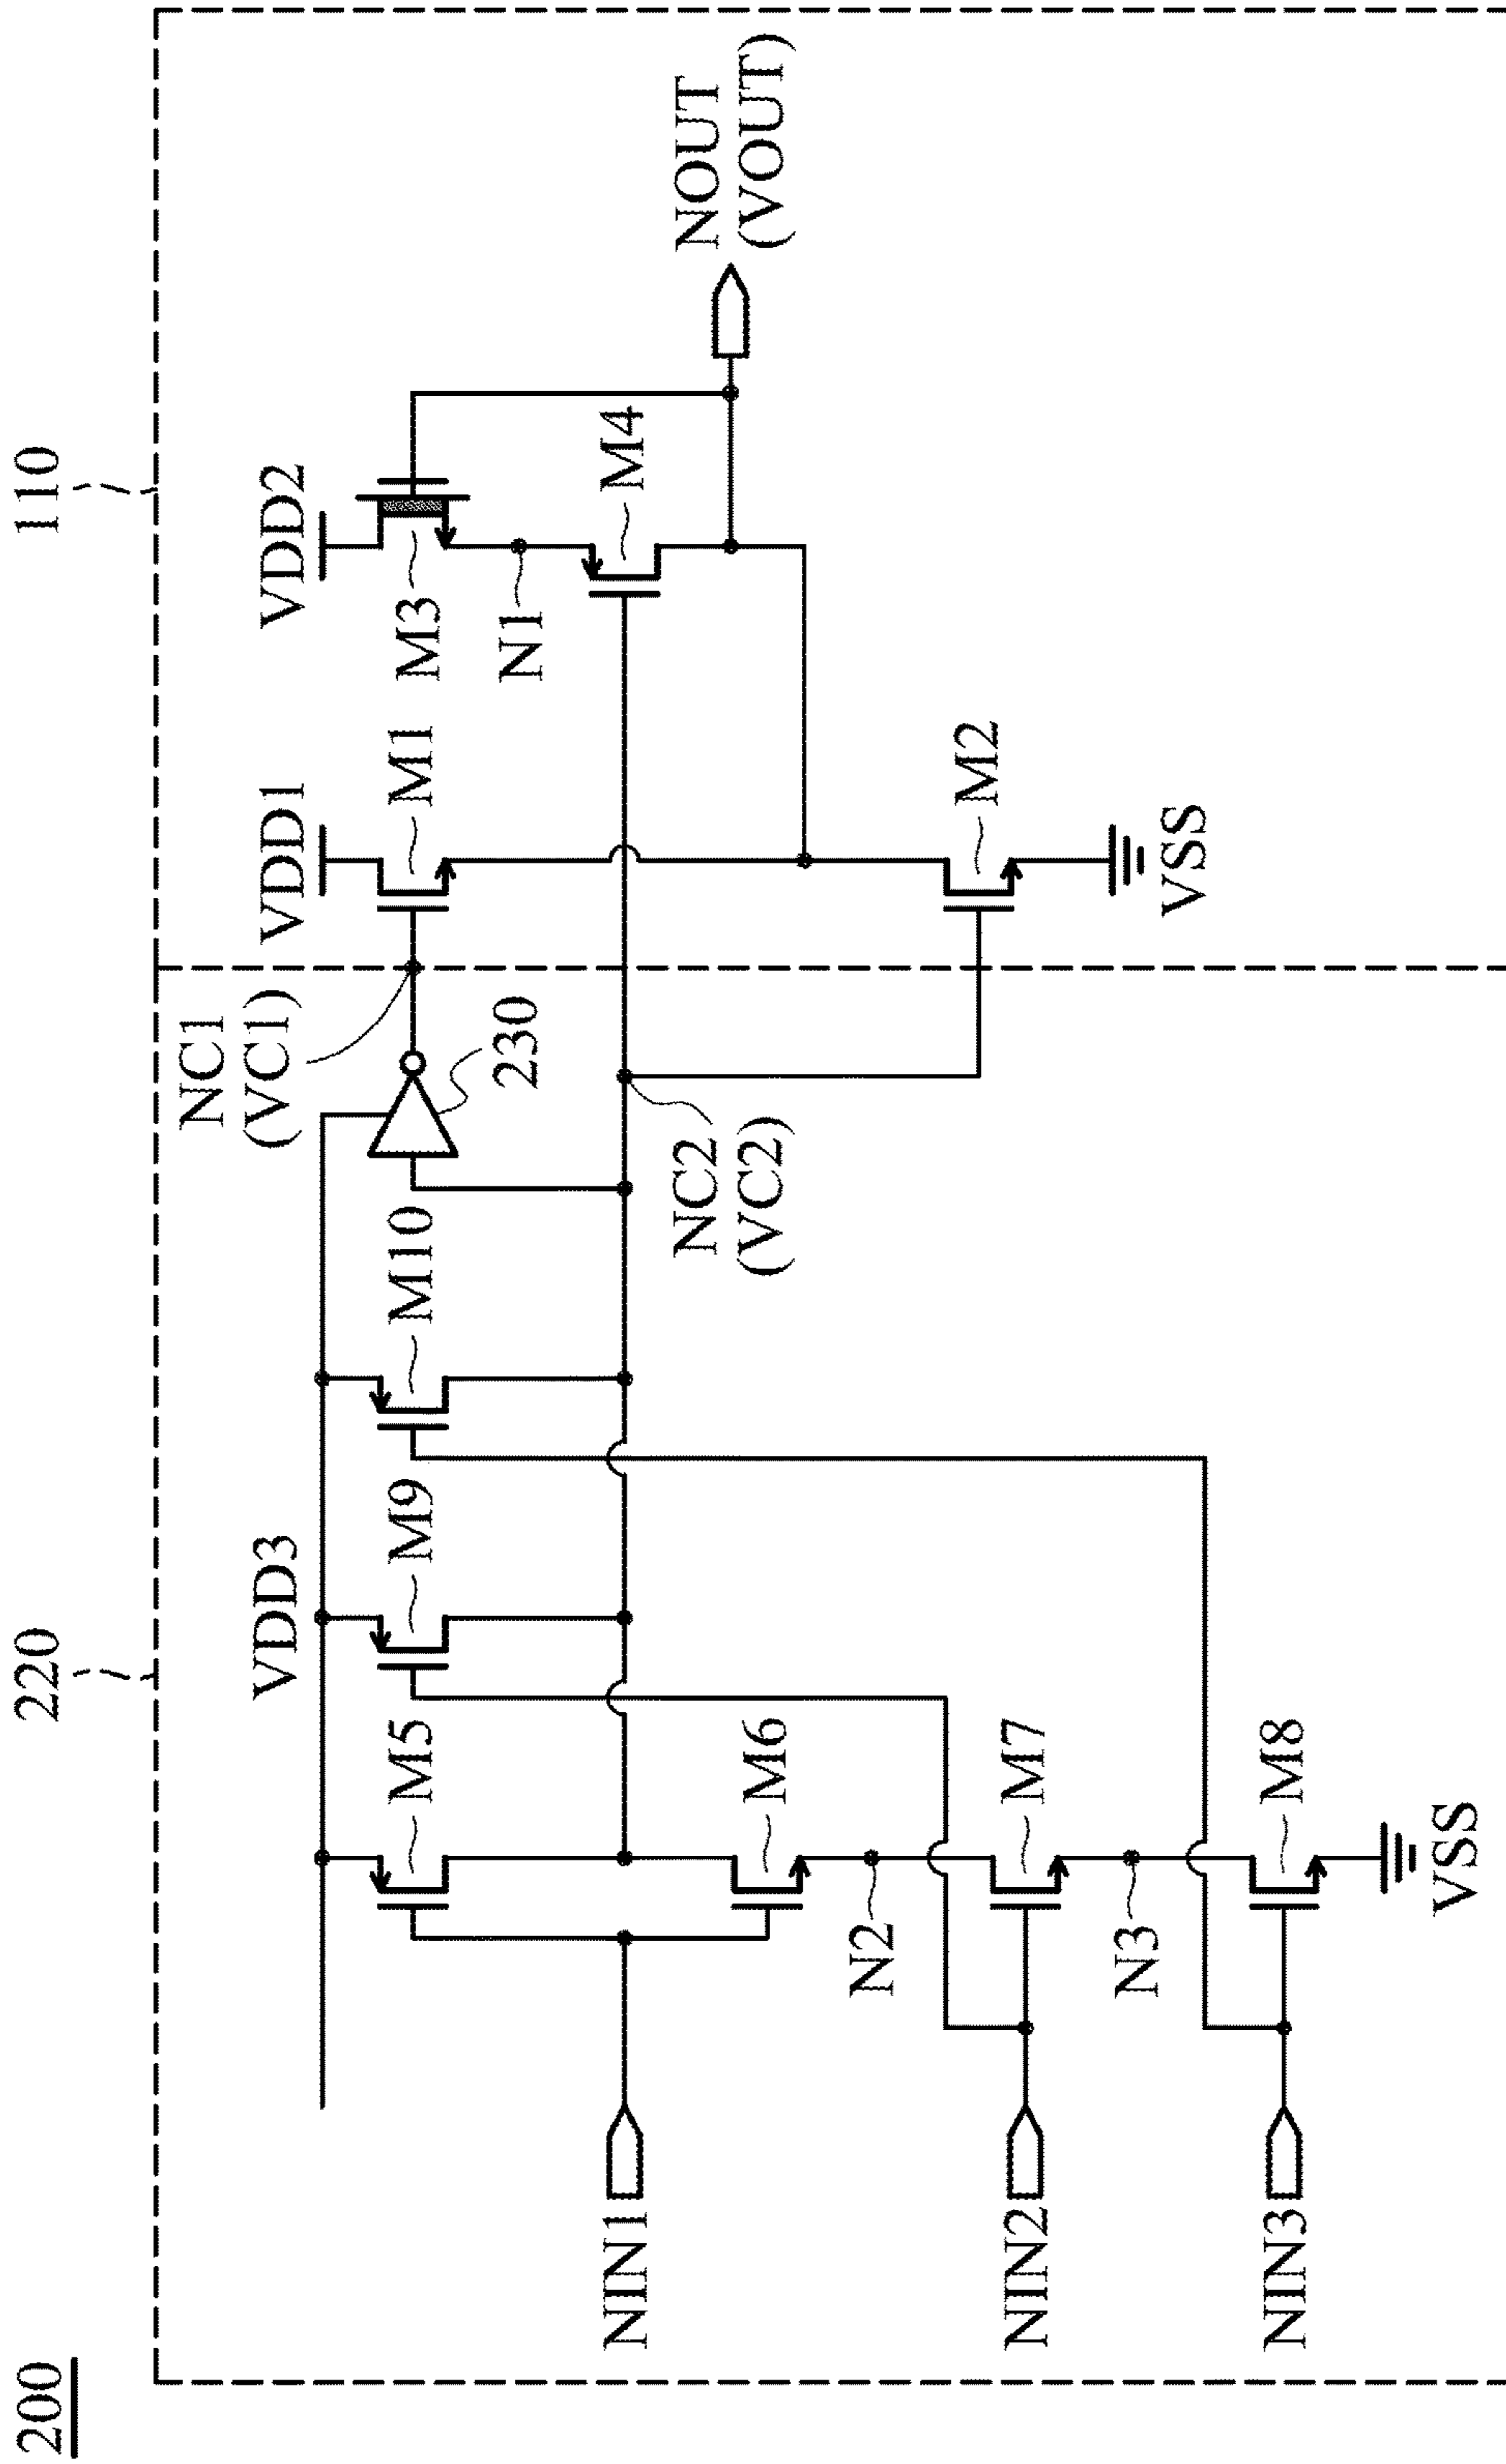 200
220
110
VDD3
NC1
(VC1)
VDD1
VDD2
M5
M9
M10
M1
M3
230
N1
NIN1
M6
NC2
(VC2)
M4
NOUT
(VOUT)
N2
NIN2
M7
M2
N3
VSS
NIN3
M8
VSS